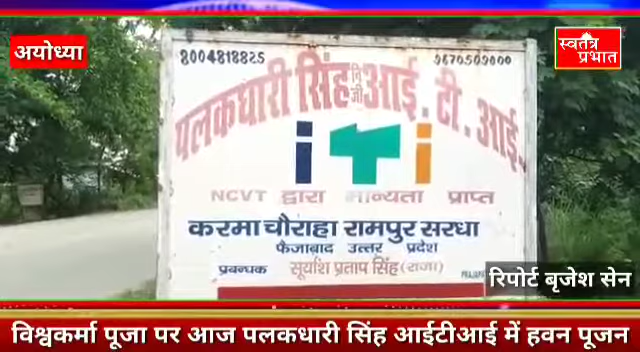 अयोध्या
स्वतंत्र
प्रभात
8004818825
9670509000
पलकधारी सिंह नि जी आई. टी. आई.
iTi
NCVT द्वारा मान्यता प्राप्त
करमा चौराहा रामपुर सरधा
फैजाबाद उत्तर प्रदेश
प्रबन्धक सूर्यांश प्रताप सिंह (राजा)
रिपोर्ट बृजेश सेन
विश्वकर्मा पूजा पर आज पलकधारी सिंह आईटीआई में हवन पूजन